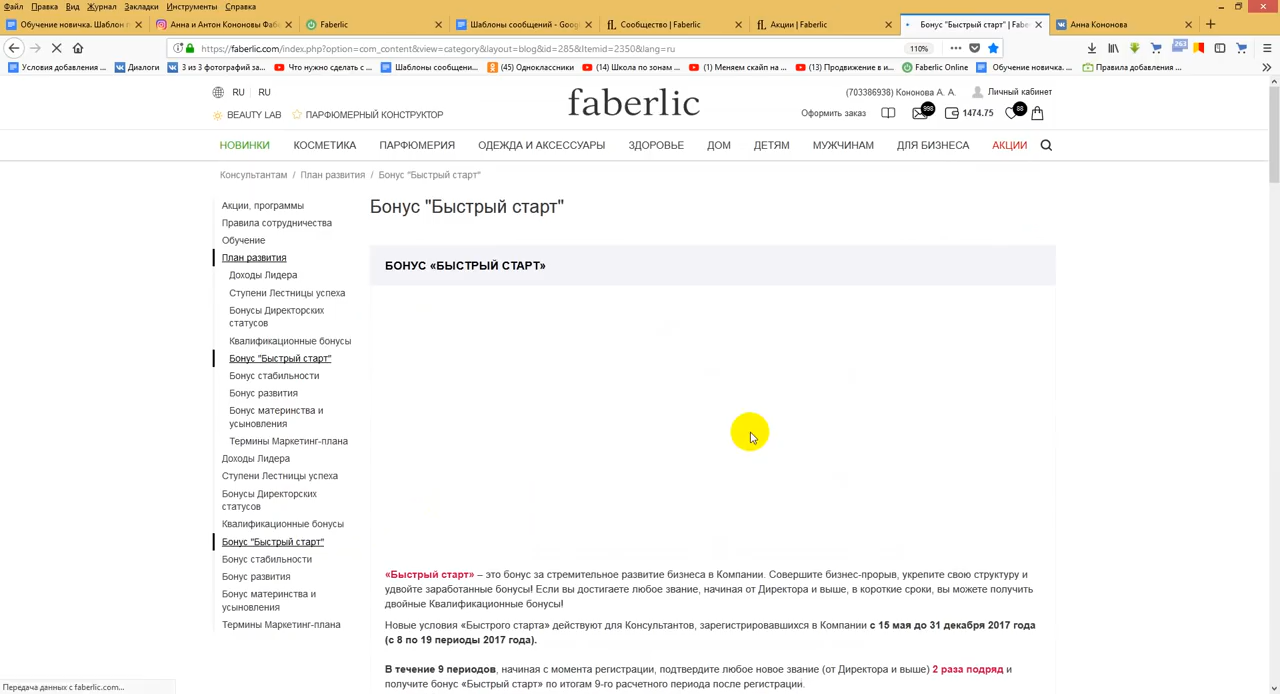 Файл Правка Вид Журнал Закладки Инструменты Справка
Обучение новичка. Шаблон п Анна и Антон Кононовы Фаб Faberlic Шаблоны сообщений - Goog Сообщество | Faberlic Акции | Faberlic Бонус "Быстрый старт" | Fabe Анна Кононова
https://faberlic.com/index.php?option=com_content&view=category&layout=blog&id=285&Itemid=2350&lang=ru 110% 263
Условия добавления ... Диалоги 3 из 3 фотографий за... Что нужно сделать с ... Шаблоны сообщени... (45) Одноклассники (14) Школа по зонам ... (1) Меняем скайп на ... (13) Продвижение в и... Faberlic Online Обучение новичка. ... Правила добавления ...
RU RU faberlic (703386938) Кононова А. А. Личный кабинет
BEAUTY LAB ПАРФЮМЕРНЫЙ КОНСТРУКТОР Оформить заказ 998 1474.75 88
НОВИНКИ КОСМЕТИКА ПАРФЮМЕРИЯ ОДЕЖДА И АКСЕССУАРЫ ЗДОРОВЬЕ ДОМ ДЕТЯМ МУЖЧИНАМ ДЛЯ БИЗНЕСА АКЦИИ
Консультантам / План развития / Бонус "Быстрый старт"
Акции, программы
Правила сотрудничества
Обучение
План развития
Доходы Лидера
Ступени Лестницы успеха
Бонусы Директорских
статусов
Квалификационные бонусы
Бонус "Быстрый старт"
Бонус стабильности
Бонус развития
Бонус материнства и
усыновления
Термины Маркетинг-плана
Доходы Лидера
Ступени Лестницы успеха
Бонусы Директорских
статусов
Квалификационные бонусы
Бонус "Быстрый старт"
Бонус стабильности
Бонус развития
Бонус материнства и
усыновления
Термины Маркетинг-плана
Бонус "Быстрый старт"
БОНУС «БЫСТРЫЙ СТАРТ»
«Быстрый старт» – это бонус за стремительное развитие бизнеса в Компании. Совершите бизнес-прорыв, укрепите свою структуру и
удвойте заработанные бонусы! Если вы достигаете любое звание, начиная от Директора и выше, в короткие сроки, вы можете получить
двойные Квалификационные бонусы!
Новые условия «Быстрого старта» действуют для Консультантов, зарегистрировавшихся в Компании с 15 мая до 31 декабря 2017 года
(с 8 по 19 периоды 2017 года).
В течение 9 периодов, начиная с момента регистрации, подтвердите любое новое звание (от Директора и выше) 2 раза подряд и
получите бонус «Быстрый старт» по итогам 9-го расчетного периода после регистрации.
Передача данных с faberlic.com...